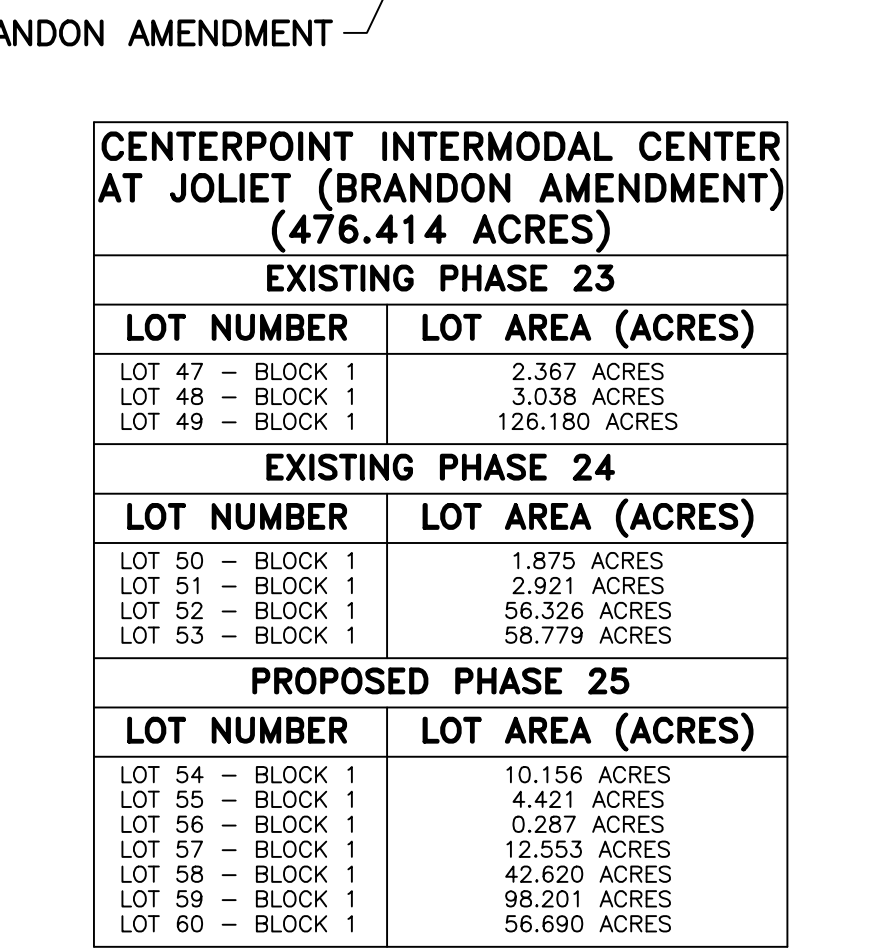 AMENDMENT
CENTERPOINT INTERMODAL CENTER
AT JOLIET (BRANDON AMENDMENT)
(476.414 ACRES)
EXISTING PHASE 23
LOT NUMBER LOT AREA (ACRES)
LOT 47 – BLOCK 1 2.367 ACRES
LOT 48 – BLOCK 1 3.038 ACRES
LOT 49 – BLOCK 1 126.180 ACRES
EXISTING PHASE 24
LOT NUMBER LOT AREA (ACRES)
LOT 50 – BLOCK 1 1.875 ACRES
LOT 51 – BLOCK 1 2.921 ACRES
LOT 52 – BLOCK 1 56.326 ACRES
LOT 53 – BLOCK 1 58.779 ACRES
PROPOSED PHASE 25
LOT NUMBER LOT AREA (ACRES)
LOT 54 – BLOCK 1 10.156 ACRES
LOT 55 – BLOCK 1 4.421 ACRES
LOT 56 – BLOCK 1 0.287 ACRES
LOT 57 – BLOCK 1 12.553 ACRES
LOT 58 – BLOCK 1 42.620 ACRES
LOT 59 – BLOCK 1 98.201 ACRES
LOT 60 – BLOCK 1 56.690 ACRES